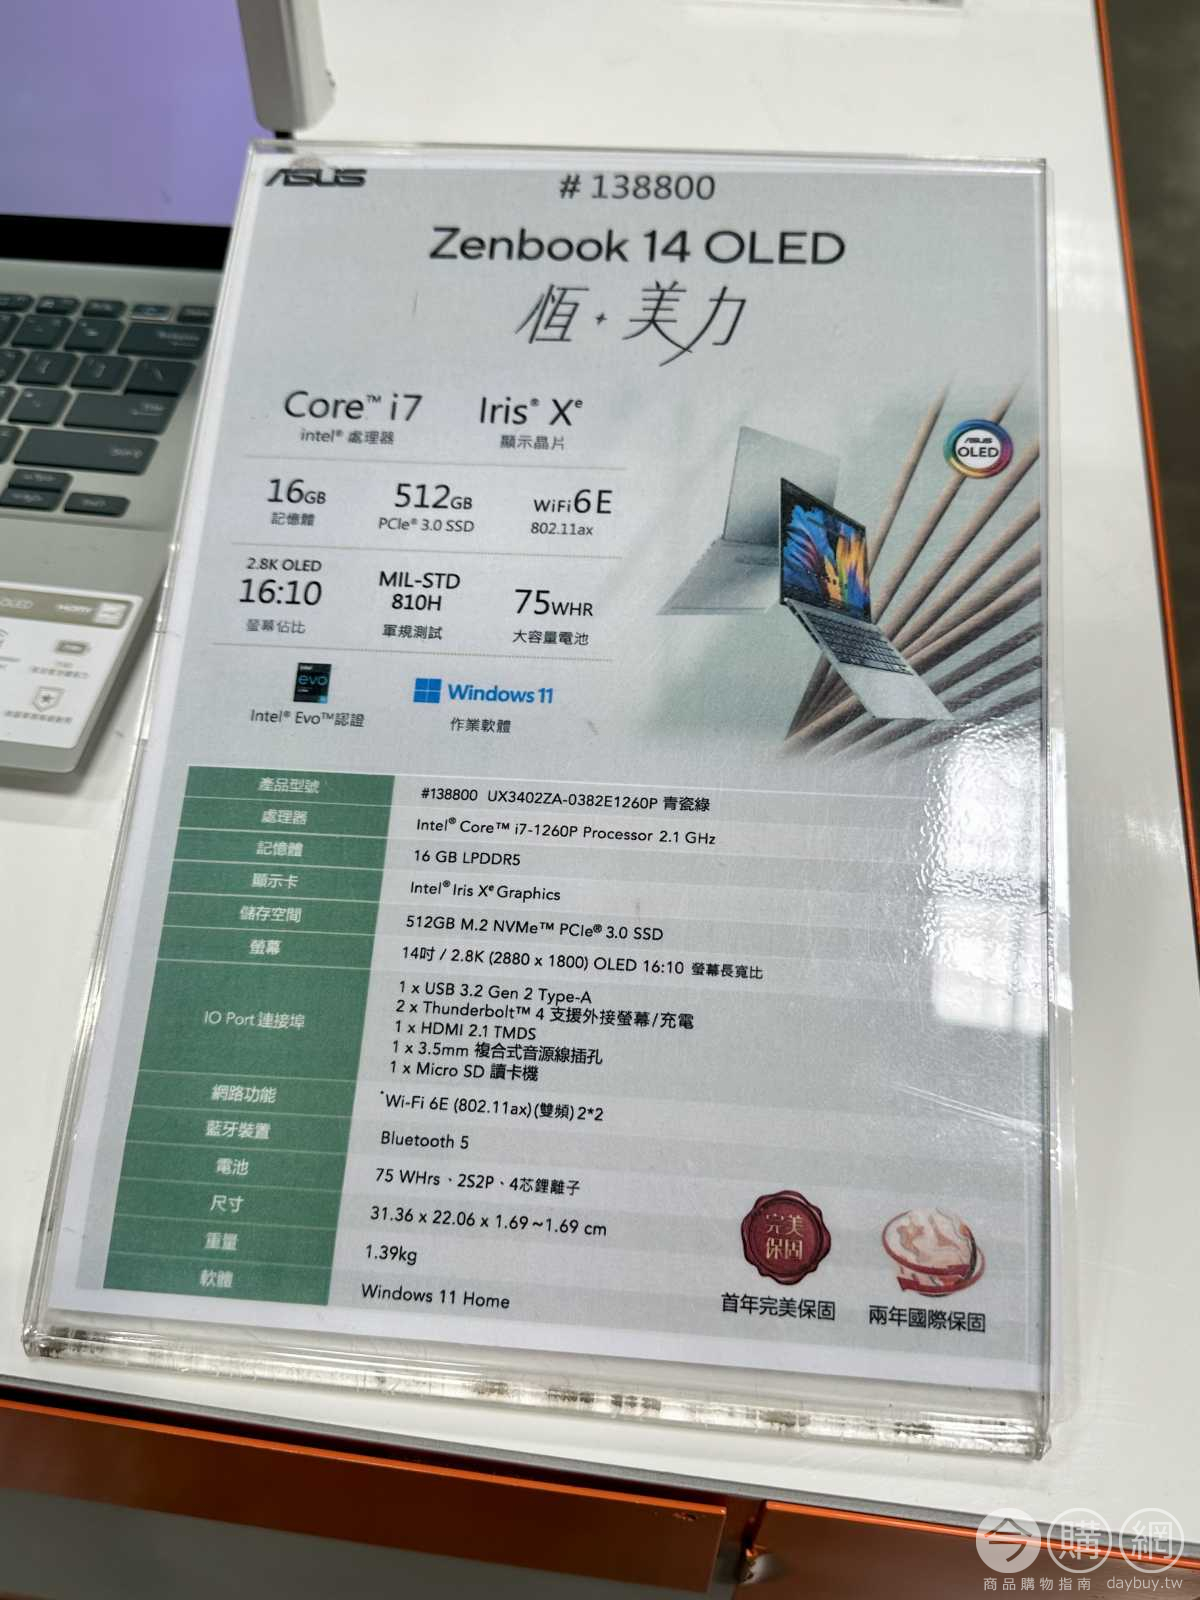 ASUS
#138800
Zenbook 14 OLED
恆·美力
Core™ i7
intel® 處理器
Iris® Xᵉ
顯示晶片
16GB
記憶體
512GB
PCIe® 3.0 SSD
WiFi 6E
802.11ax
2.8K OLED
16:10
螢幕佔比
MIL-STD
810H
軍規測試
75WHR
大容量電池
ASUS
OLED
intel
evo
Intel® Evo™認證
Windows 11
作業軟體
產品型號 #138800 UX3402ZA-0382E1260P 青瓷綠
處理器 Intel® Core™ i7-1260P Processor 2.1 GHz
記憶體 16 GB LPDDR5
顯示卡 Intel® Iris Xᵉ Graphics
儲存空間 512GB M.2 NVMe™ PCIe® 3.0 SSD
螢幕 14吋 / 2.8K (2880 x 1800) OLED 16:10 螢幕長寬比
IO Port 連接埠
1 x USB 3.2 Gen 2 Type-A
2 x Thunderbolt™ 4 支援外接螢幕/充電
1 x HDMI 2.1 TMDS
1 x 3.5mm 複合式音源線插孔
1 x Micro SD 讀卡機
網路功能 *Wi-Fi 6E (802.11ax)(雙頻) 2*2
藍牙裝置 Bluetooth 5
電池 75 WHrs、2S2P、4芯鋰離子
尺寸 31.36 x 22.06 x 1.69 ~1.69 cm
重量 1.39kg
軟體 Windows 11 Home
完美
保固
首年完美保固
兩年國際保固
今購網
商品購物指南 daybuy.tw